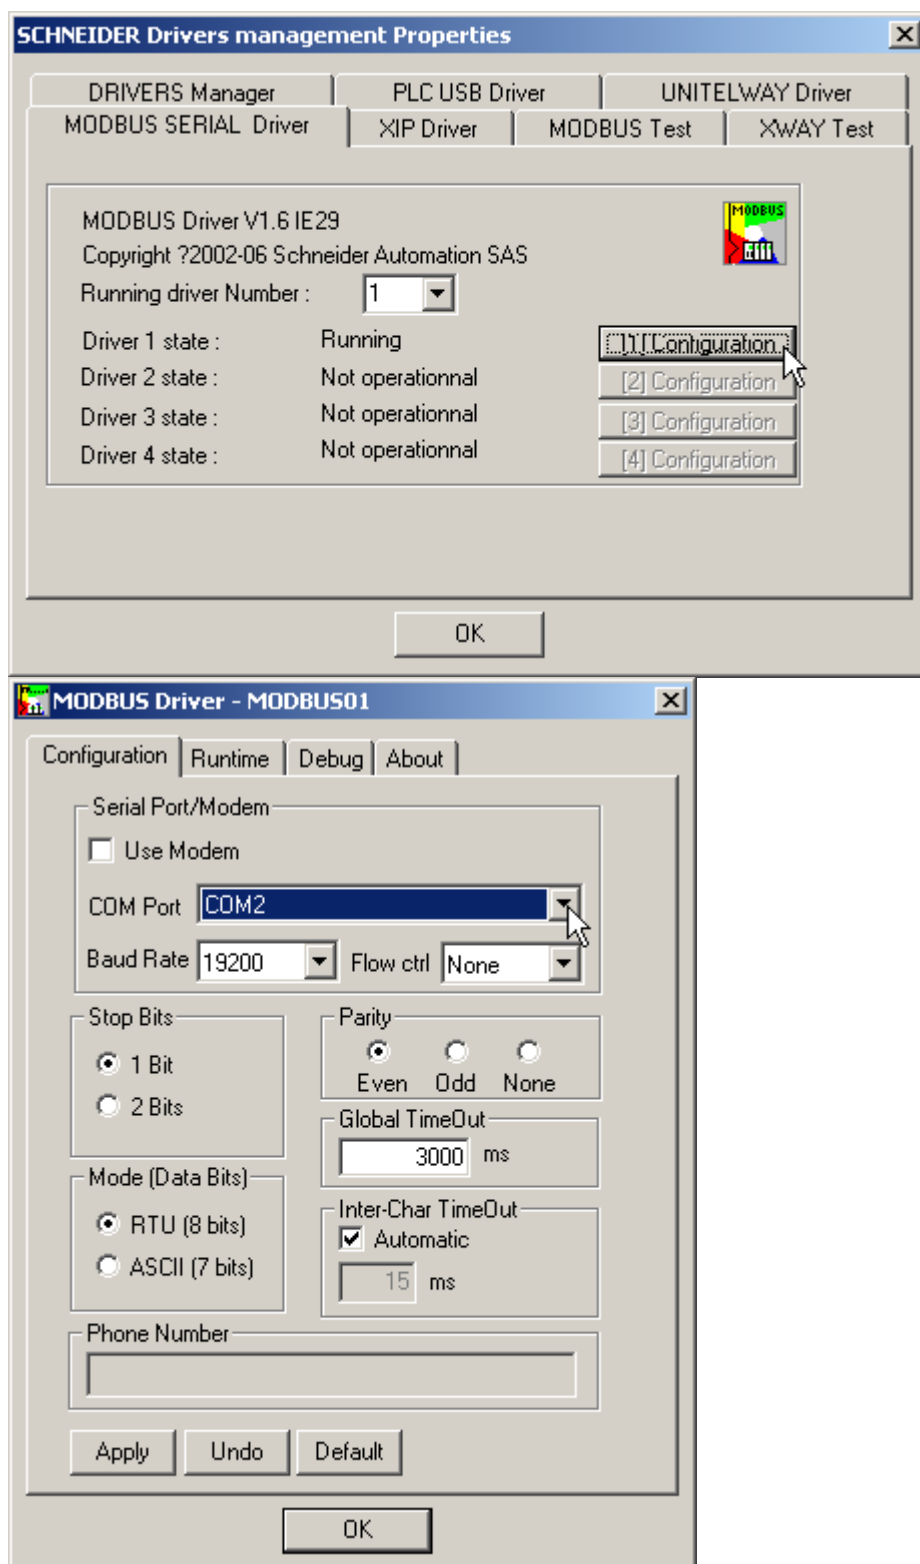 SCHNEIDER Drivers management Properties
DRIVERS Manager PLC USB Driver UNITELWAY Driver
MODBUS SERIAL Driver XIP Driver MODBUS Test XWAY Test
MODBUS Driver V1.6 IE29
MODBUS
Copyright ?2002-06 Schneider Automation SAS
Running driver Number : 1
Driver 1 state : Running [1] Configuration
Driver 2 state : Not operationnal [2] Configuration
Driver 3 state : Not operationnal [3] Configuration
Driver 4 state : Not operationnal [4] Configuration
OK
MODBUS Driver - MODBUS01
Configuration Runtime Debug About
Serial Port/Modem
Use Modem
COM Port COM2
Baud Rate 19200 Flow ctrl None
Stop Bits
1 Bit
2 Bits
Parity
Even Odd None
Global TimeOut
3000 ms
Mode (Data Bits)
RTU (8 bits)
ASCII (7 bits)
Inter-Char TimeOut
Automatic
15 ms
Phone Number
Apply Undo Default
OK